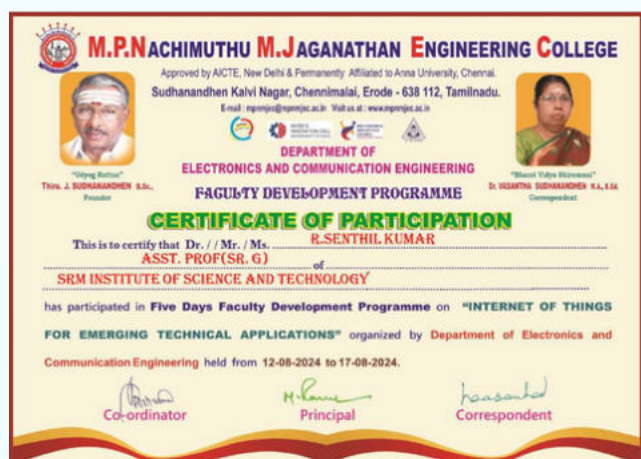 M.P.NACHIMUTHU M.JAGANATHAN ENGINEERING COLLEGE
Approved by AICTE, New Delhi & Permanently Affiliated to Anna University, Chennai.
Sudhanandhen Kalvi Nagar, Chennimalai, Erode - 638 112, Tamilnadu.
E-mail : mpnmjec@mpnmjec.ac.in Visit us at : www.mpnmjec.ac.in
DEPARTMENT OF
ELECTRONICS AND COMMUNICATION ENGINEERING
"Udyog Rattan"
Thiru. J. SUDHANANDHEN B.Sc.,
Founder
"Bharat Vidya Shiromani"
Dr. VASANTHA SUDHANANDHEN M.A., B.Ed.
Correspondent
FACULTY DEVELOPMENT PROGRAMME
CERTIFICATE OF PARTICIPATION
This is to certify that Dr. / / Mr. / Ms. R.SENTHIL KUMAR
ASST. PROF(SR. G) of
SRM INSTITUTE OF SCIENCE AND TECHNOLOGY
has participated in Five Days Faculty Development Programme on "INTERNET OF THINGS
FOR EMERGING TECHNICAL APPLICATIONS" organized by Department of Electronics and
Communication Engineering held from 12-08-2024 to 17-08-2024.
Co-ordinator Principal Correspondent